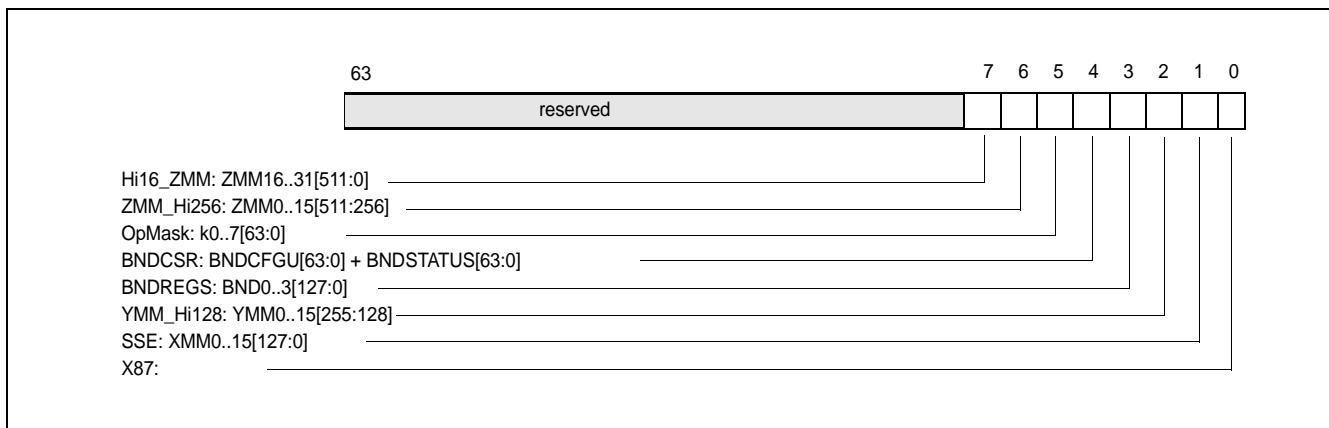 63 7 6 5 4 3 2 1 0
reserved
Hi16_ZMM: ZMM16..31[511:0]
ZMM_Hi256: ZMM0..15[511:256]
OpMask: k0..7[63:0]
BNDCSR: BNDCFGU[63:0] + BNDSTATUS[63:0]
BNDREGS: BND0..3[127:0]
YMM_Hi128: YMM0..15[255:128]
SSE: XMM0..15[127:0]
X87: